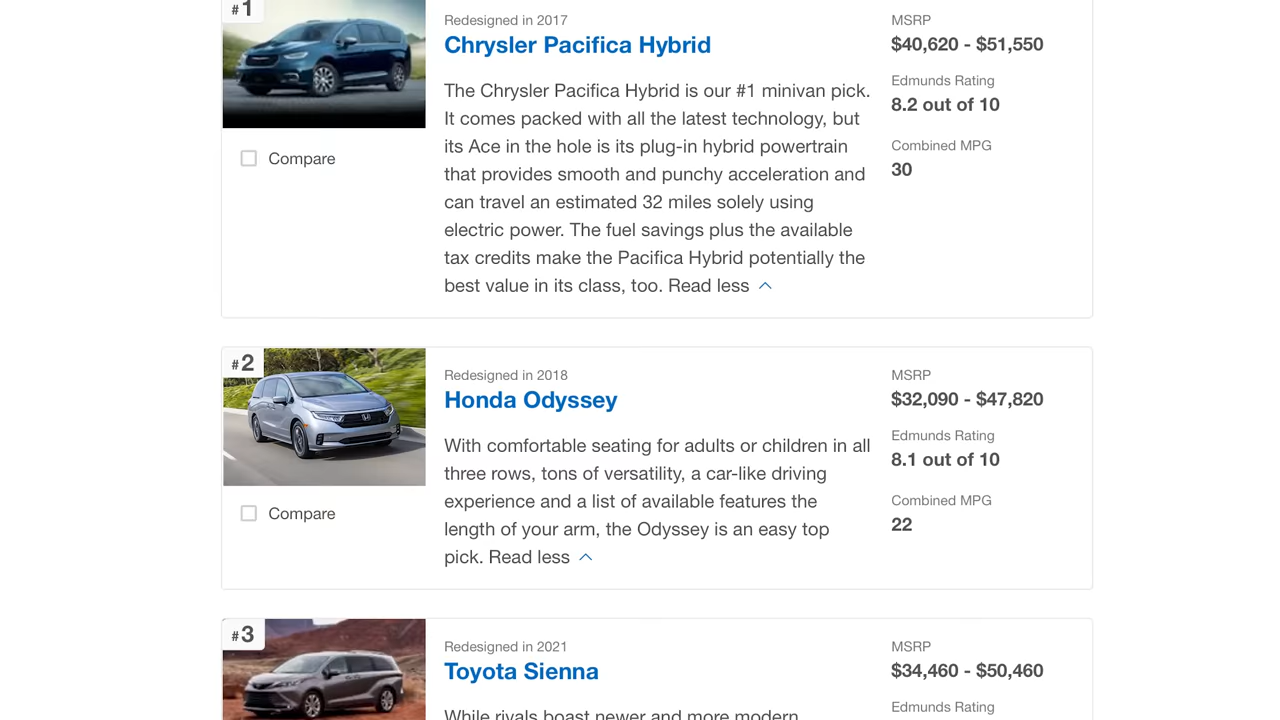 #1
Redesigned in 2017
Chrysler Pacifica Hybrid
The Chrysler Pacifica Hybrid is our #1 minivan pick.
It comes packed with all the latest technology, but
its Ace in the hole is its plug-in hybrid powertrain
that provides smooth and punchy acceleration and
can travel an estimated 32 miles solely using
electric power. The fuel savings plus the available
tax credits make the Pacifica Hybrid potentially the
best value in its class, too. Read less
MSRP
$40,620 - $51,550
Edmunds Rating
8.2 out of 10
Combined MPG
30
Compare
#2
Redesigned in 2018
Honda Odyssey
With comfortable seating for adults or children in all
three rows, tons of versatility, a car-like driving
experience and a list of available features the
length of your arm, the Odyssey is an easy top
pick. Read less
MSRP
$32,090 - $47,820
Edmunds Rating
8.1 out of 10
Combined MPG
22
Compare
#3
Redesigned in 2021
Toyota Sienna
While rivals boast newer and more modern
MSRP
$34,460 - $50,460
Edmunds Rating